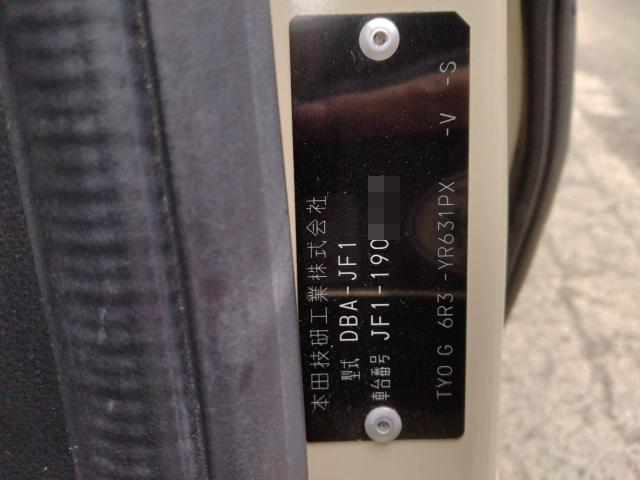 本田技研工業株式会社
型式 DBA-JF1
車台番号 JF1-190
TYO G 6R3 -YR631PX -V -S